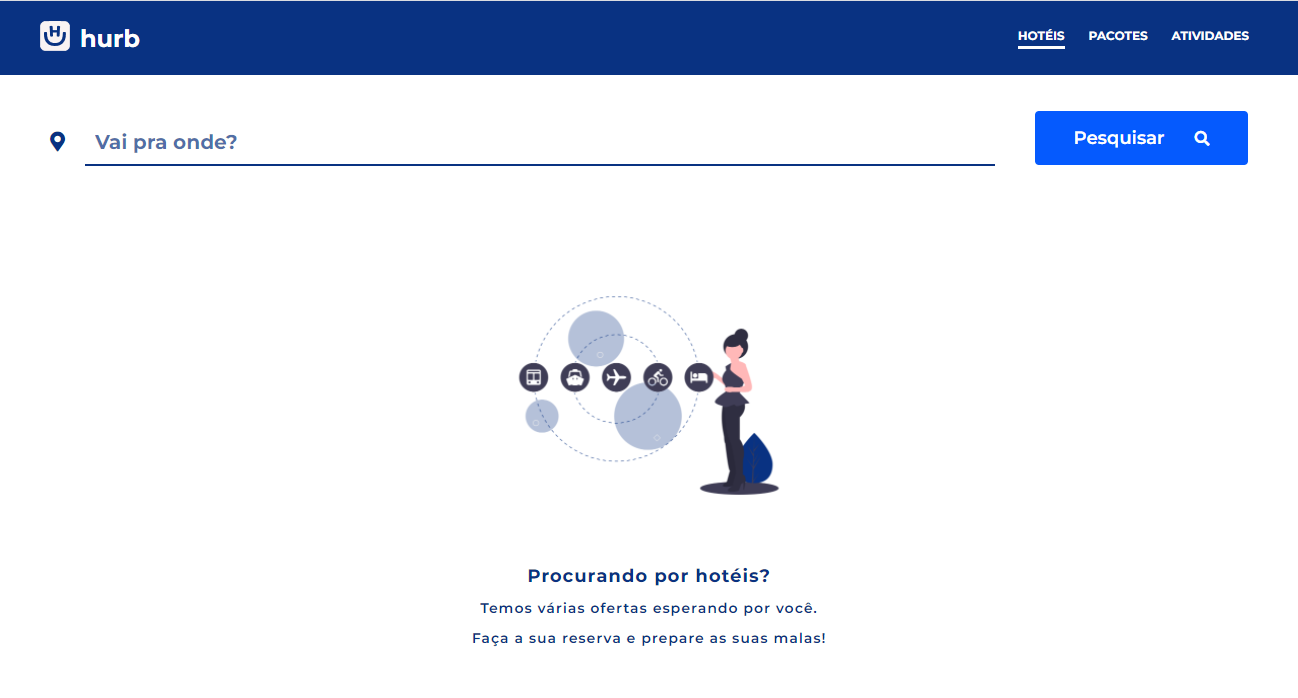 hurb
HOTÉIS PACOTES ATIVIDADES
Vai pra onde?
Pesquisar
Procurando por hotéis?
Temos várias ofertas esperando por você.
Faça a sua reserva e prepare as suas malas!